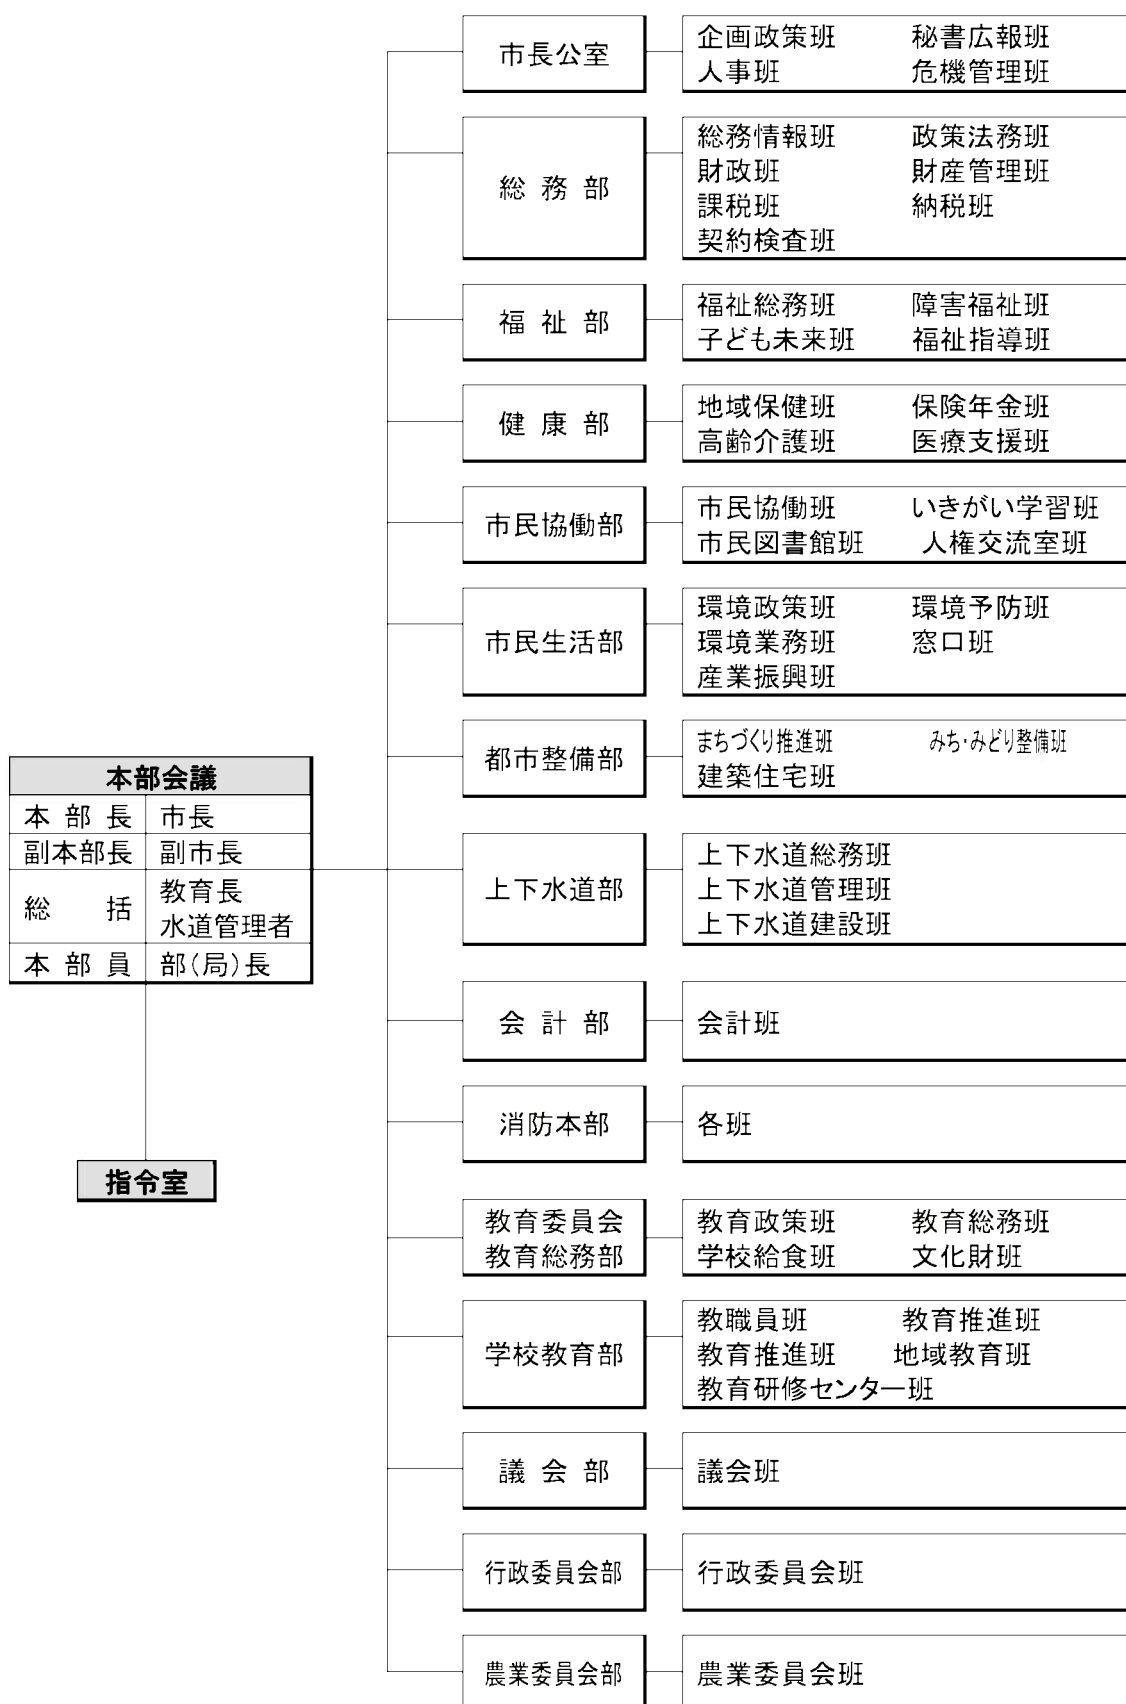 市長公室
企画政策班 秘書広報班
人事班 危機管理班
総務部
総務情報班 政策法務班
財政班 財産管理班
課税班 納税班
契約検査班
福祉部
福祉総務班 障害福祉班
子ども未来班 福祉指導班
健康部
地域保健班 保険年金班
高齢介護班 医療支援班
市民協働部
市民協働班 いきがい学習班
市民図書館班 人権交流室班
市民生活部
環境政策班 環境予防班
環境業務班 窓口班
産業振興班
都市整備部
まちづくり推進班 みち・みどり整備班
建築住宅班
本部会議
本部長 市長
副本部長 副市長
総括 教育長
水道管理者
本部員 部(局)長
指令室
上下水道部
上下水道総務班
上下水道管理班
上下水道建設班
会計部
会計班
消防本部
各班
教育委員会
教育総務部
教育政策班 教育総務班
学校給食班 文化財班
学校教育部
教職員班 教育推進班
教育推進班 地域教育班
教育研修センター班
議会部
議会班
行政委員会部
行政委員会班
農業委員会部
農業委員会班